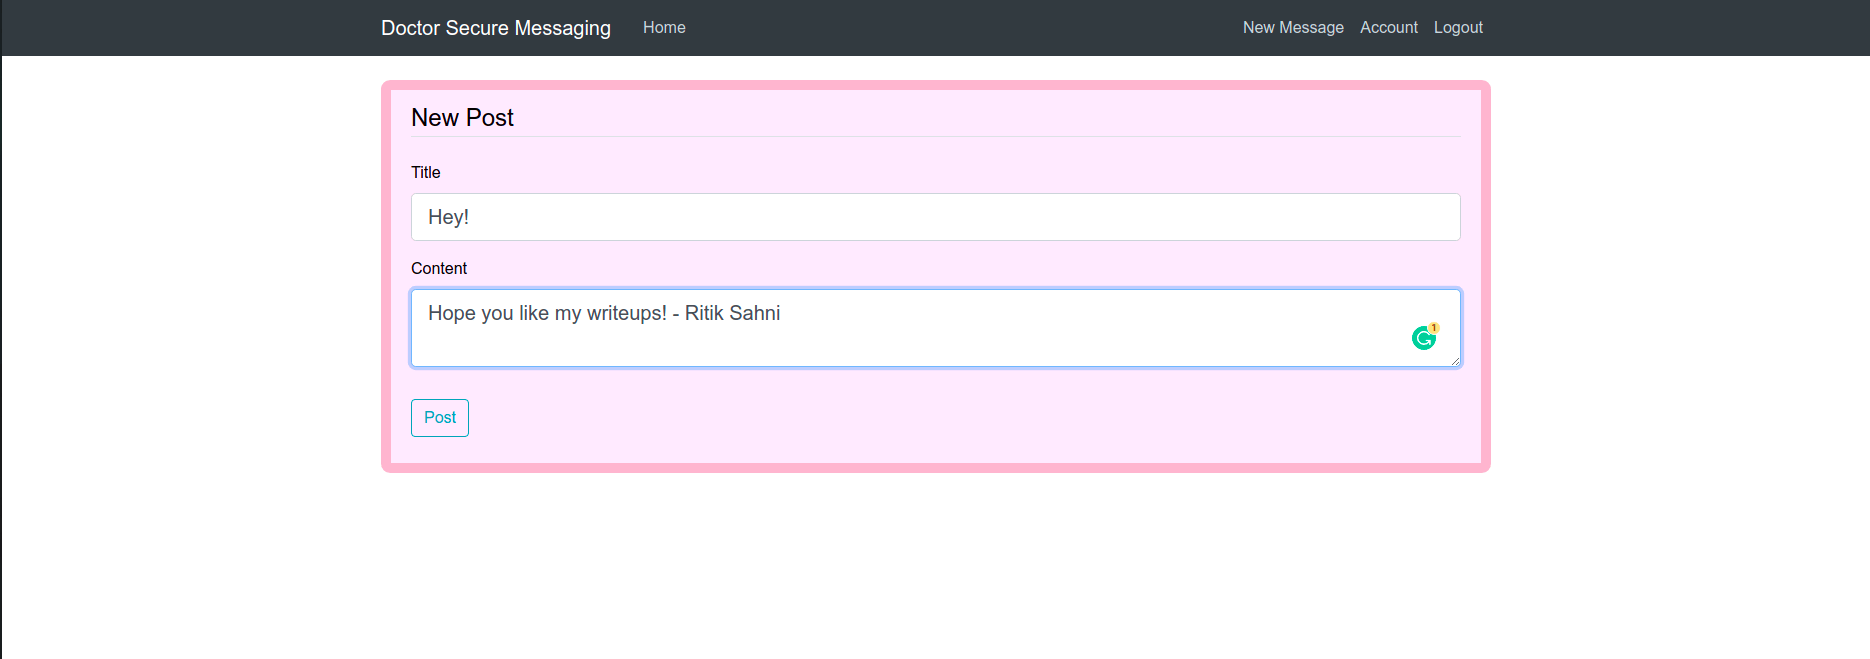 Doctor Secure Messaging Home New Message Account Logout
New Post
Title
Hey!
Content
Hope you like my writeups! - Ritik Sahni
1
Post